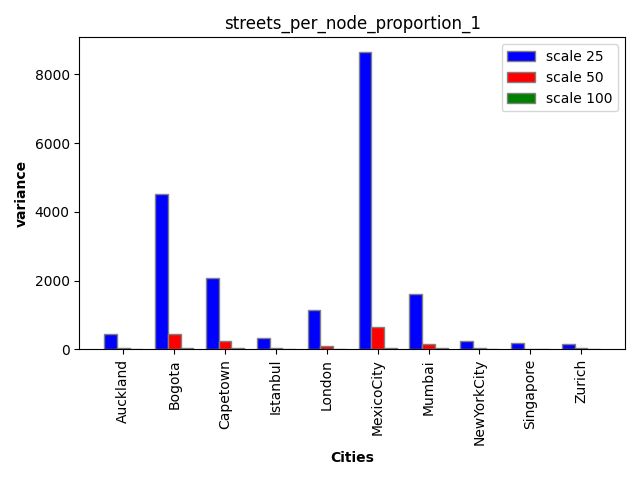 streets_per_node_proportion_1
scale 25
scale 50
scale 100
8000
6000
4000
2000
0
variance
Auckland
Bogota
Capetown
Istanbul
London
MexicoCity
Mumbai
NewYorkCity
Singapore
Zurich
Cities